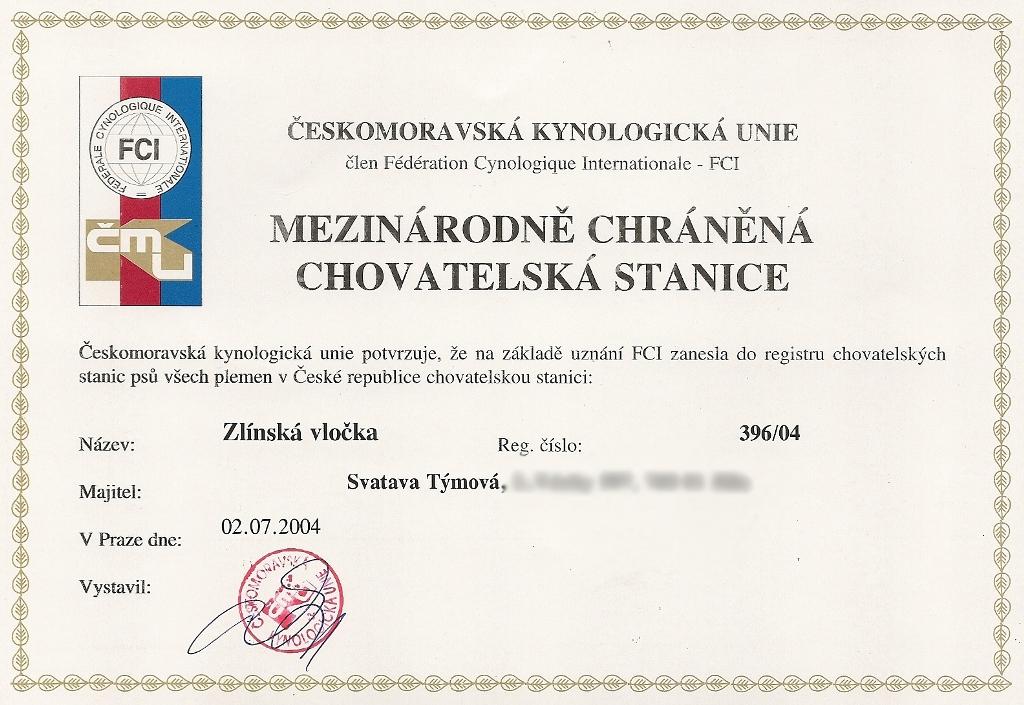 FEDERALE CYNOLOGIQUE INTERNATIONALE
FCI
čmu
ČESKOMORAVSKÁ KYNOLOGICKÁ UNIE
člen Fédération Cynologique Internationale - FCI
MEZINÁRODNĚ CHRÁNĚNÁ
CHOVATELSKÁ STANICE
Českomoravská kynologická unie potvrzuje, že na základě uznání FCI zanesla do registru chovatelských
stanic psů všech plemen v České republice chovatelskou stanici:
Název: Zlínská vločka Reg. číslo: 396/04
Majitel: Svatava Týmová,
V Praze dne: 02.07.2004
Vystavil:
ČESKOMORAVSKÁ KYNOLOGICKÁ UNIE